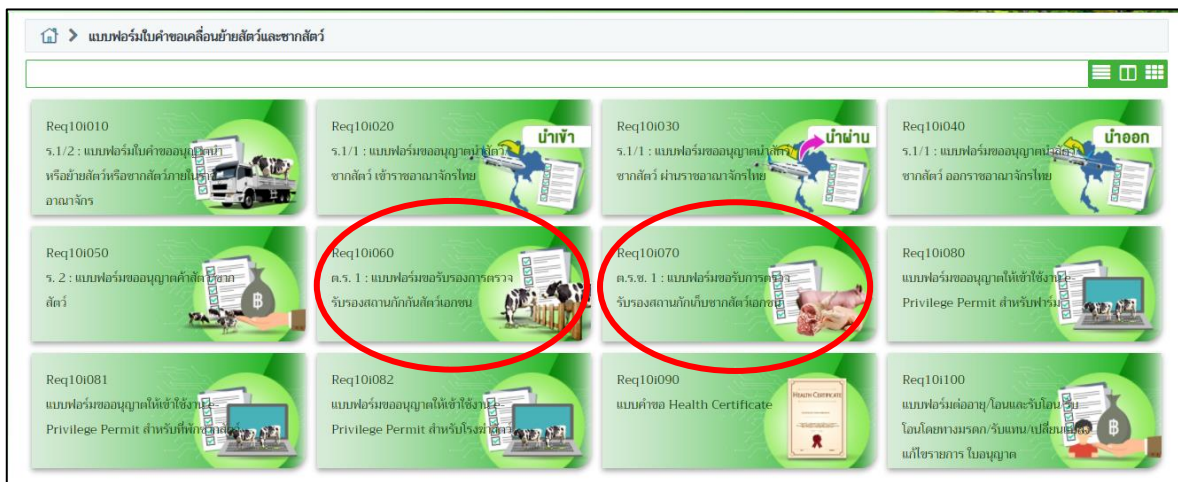 แบบฟอร์มใบคำขอเคลื่อนย้ายสัตว์และซากสัตว์
Req10i010
ร.1/2 : แบบฟอร์มใบคำขออนุญาตนำ
หรือย้ายสัตว์หรือซากสัตว์ภายในราช
อาณาจักร
Req10i020
ร.1/1 : แบบฟอร์มขออนุญาตนำสัตว์/
ซากสัตว์ เข้าราชอาณาจักรไทย
นำเข้า
Req10i030
ร.1/1 : แบบฟอร์มขออนุญาตนำสัตว์/
ซากสัตว์ ผ่านราชอาณาจักรไทย
นำผ่าน
Req10i040
ร.1/1 : แบบฟอร์มขออนุญาตนำสัตว์/
ซากสัตว์ ออกราชอาณาจักรไทย
นำออก
Req10i050
ร. 2 : แบบฟอร์มขออนุญาตค้าสัตว์/ซาก
สัตว์
Req10i060
ต.ร. 1 : แบบฟอร์มขอรับรองการตรวจ
รับรองสถานกักกันสัตว์เอกชน
Req10i070
ต.ร.ซ. 1 : แบบฟอร์มขอรับการตรวจ
รับรองสถานกักเก็บซากสัตว์เอกชน
Req10i080
แบบฟอร์มขออนุญาตให้เข้าใช้งาน e-
Privilege Permit สำหรับฟาร์ม
Req10i081
แบบฟอร์มขออนุญาตให้เข้าใช้งาน e-
Privilege Permit สำหรับที่พักซากสัตว์
Req10i082
แบบฟอร์มขออนุญาตให้เข้าใช้งาน e-
Privilege Permit สำหรับโรงฆ่าสัตว์
Req10i090
แบบคำขอ Health Certificate
HEALTH CERTIFICATE
Req10i100
แบบฟอร์มต่ออายุ/โอนและรับโอน/รับ
โอนโดยทางมรดก/รับแทน/เปลี่ยนแปลง
แก้ไขรายการ ใบอนุญาต